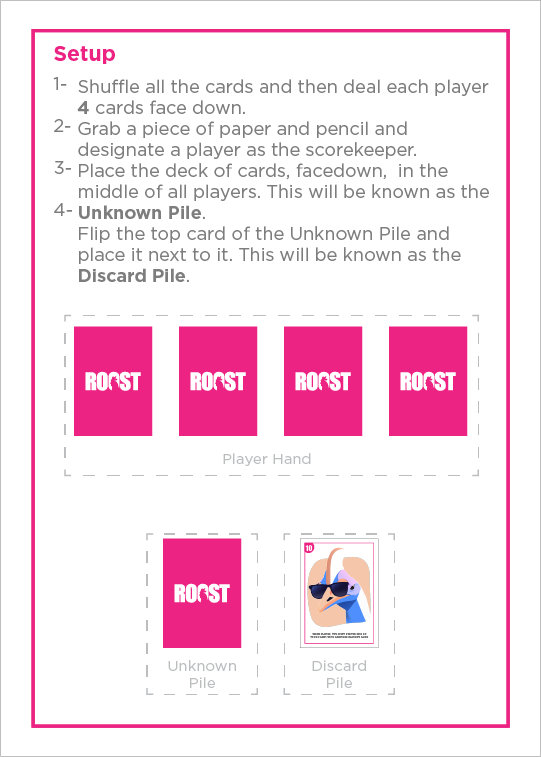 Setup
1- Shuffle all the cards and then deal each player
4 cards face down.
2- Grab a piece of paper and pencil and
designate a player as the scorekeeper.
3- Place the deck of cards, facedown, in the
middle of all players. This will be known as the
4- Unknown Pile.
Flip the top card of the Unknown Pile and
place it next to it. This will be known as the
Discard Pile.
ROOST ROOST ROOST ROOST
Player Hand
ROOST
10
Unknown
Pile
Discard
Pile